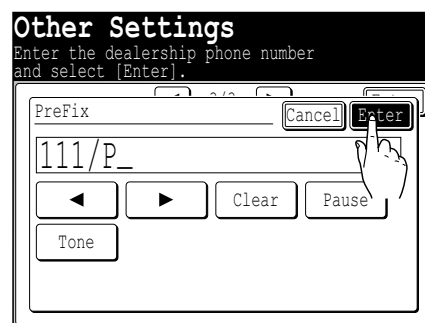 Other Settings
Enter the dealership phone number
and select [Enter].
PreFix Cancel Enter
111/P_
◄ ► Clear Pause
Tone